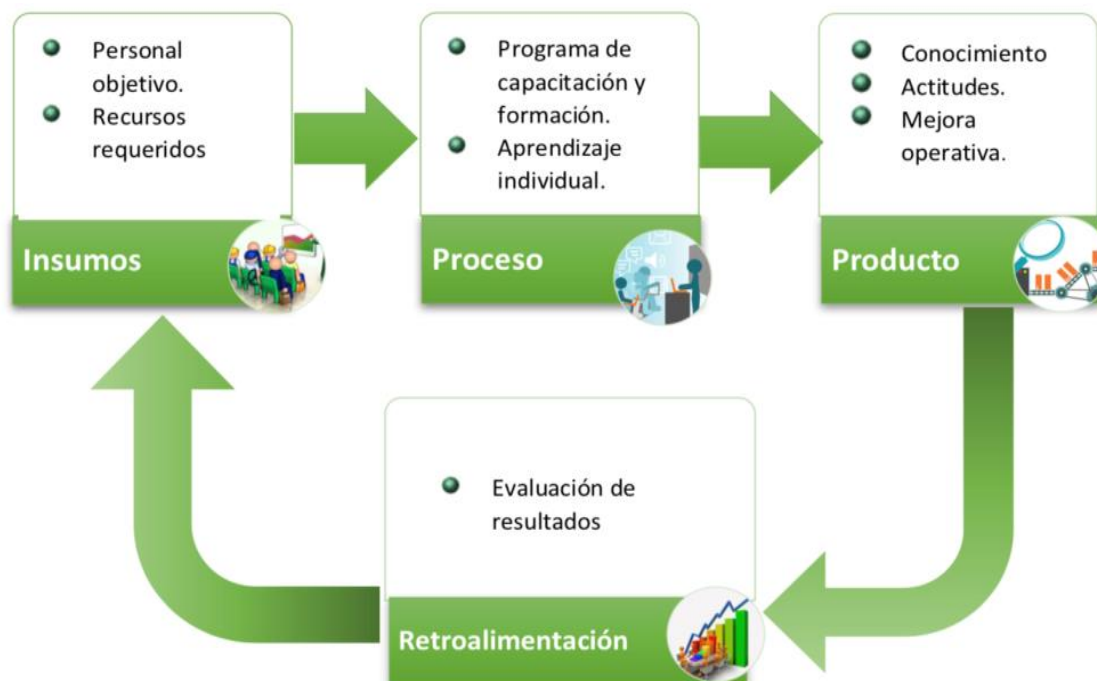 Personal
objetivo.
Recursos
requeridos
Insumos
Programa de
capacitación y
formación.
Aprendizaje
individual.
Proceso
Conocimiento
Actitudes.
Mejora
operativa.
Producto
Evaluación de
resultados
Retroalimentación